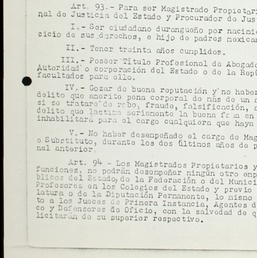 Art. 93.- Para ser Magistrado Propietari
nal de Justicia del Estado y Procurador de Jus
I.- Ser ciudadano durangueño por nacimi
cicio de sus derechos, e hijo de padres mexican
II.- Tener treinta años cumplidos.
III.- Poseer Título Profesional de Abogad
Autoridad o corporación del Estado o de la Repú
facultados para ello.
IV.- Gozar de buena reputación y no haber
delito que amerite pena corporal de más de un a
si se tratare de robo, fraude, falsificación, a
delito que lastime seriamente la buena fama en
inhabilitará para el cargo cualquiera que haya
V.- No haber desempeñado el cargo de Mag
o Substituto, durante los dos últimos años de p
nal anterior.
Art. 94 - Los Magistrados Propietarios y
funciones, no podrán desempeñar ningún otro emp
blicos del Estado, de la Federación o del Munici
Profesores en los Colegios del Estado y previo
latura o de la Diputación Permanente, lo mismo
to a los Jueces de Primera Instancia, Agentes d
co y Defensores de Oficio, con la salvedad de q
licitarán de su superior respectivo.